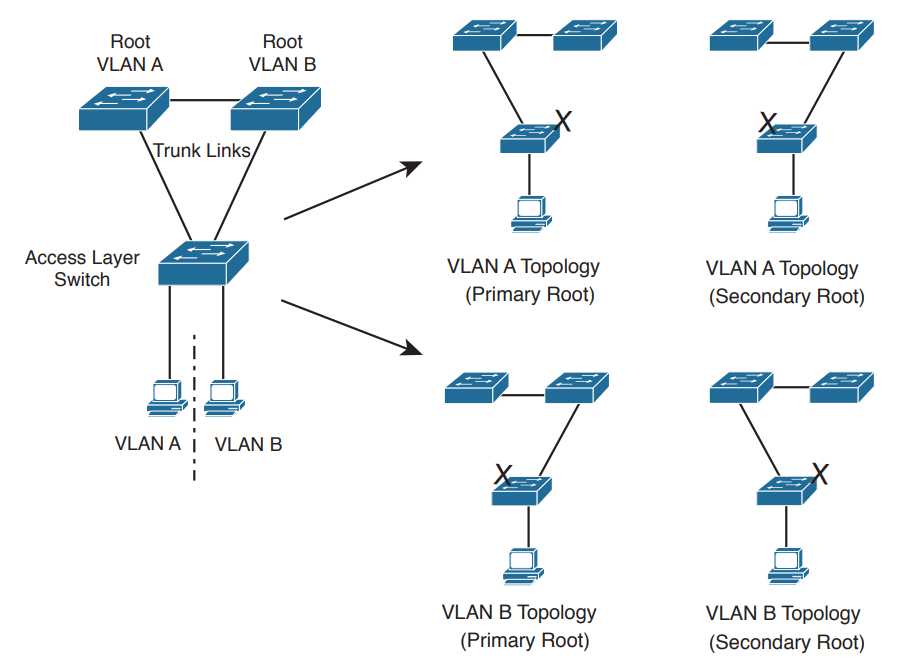 Root
VLAN A
Root
VLAN B
Trunk Links
Access Layer
Switch
VLAN A
VLAN B
X
VLAN A Topology
(Primary Root)
X
VLAN A Topology
(Secondary Root)
X
VLAN B Topology
(Primary Root)
X
VLAN B Topology
(Secondary Root)